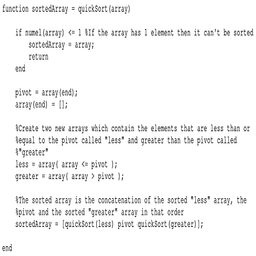 function sortedArray = quickSort(array)
if numel(array) <= 1 %If the array has 1 element then it can't be sorted
sortedArray = array;
return
end
pivot = array(end);
array(end) = [];
%Create two new arrays which contain the elements that are less than or
%equal to the pivot called "less" and greater than the pivot called
%"greater"
less = array( array <= pivot );
greater = array( array > pivot );
%The sorted array is the concatenation of the sorted "less" array, the
%pivot and the sorted "greater" array in that order
sortedArray = [quickSort(less) pivot quickSort(greater)];
end